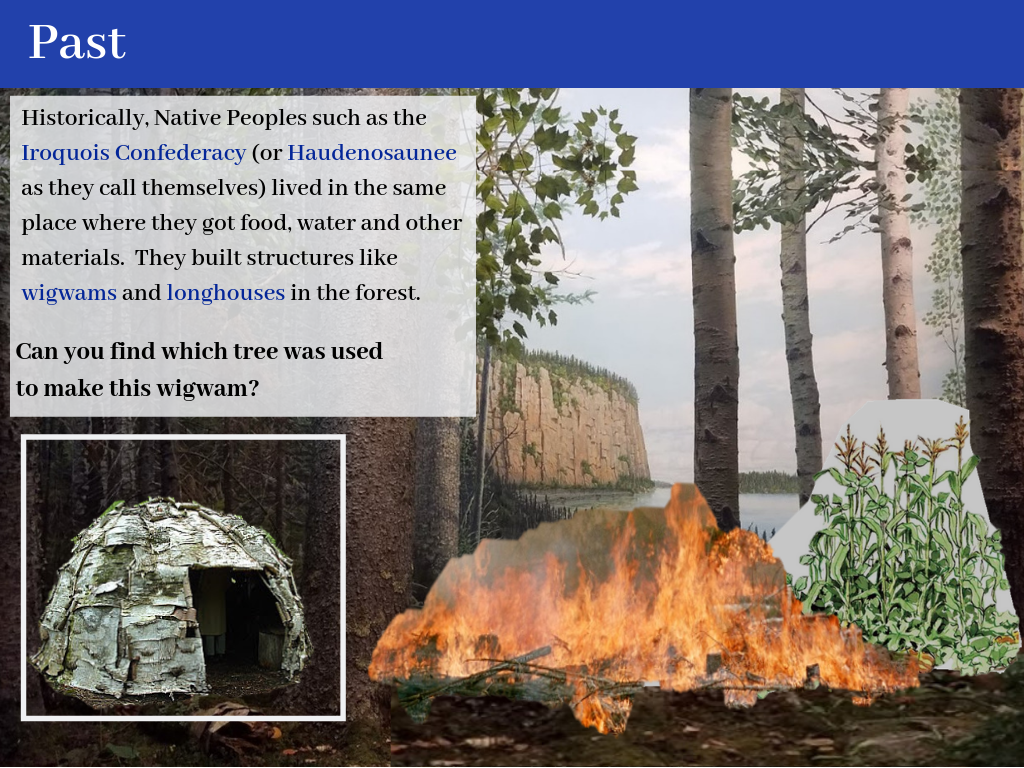 Past
Historically, Native Peoples such as the
Iroquois Confederacy (or Haudenosaunee
as they call themselves) lived in the same
place where they got food, water and other
materials.  They built structures like
wigwams and longhouses in the forest.
Can you find which tree was used
to make this wigwam?